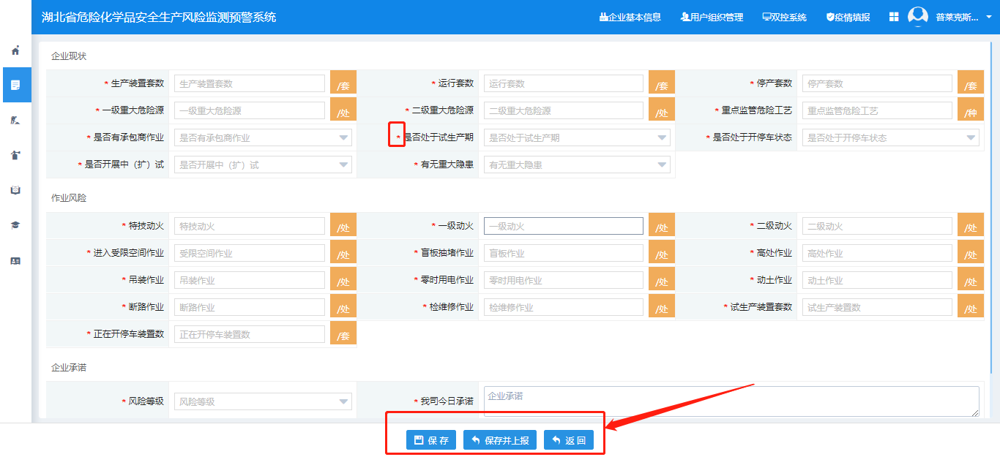 湖北省危险化学品安全生产风险监测预警系统 企业基本信息 用户组织管理 双控系统 疫情填报 普莱克斯...
企业现状
* 生产装置套数 生产装置套数 /套 * 运行套数 运行套数 /套 * 停产套数 停产套数 /套
* 一级重大危险源 一级重大危险源 /处 * 二级重大危险源 二级重大危险源 /处 * 重点监管危险工艺 重点监管危险工艺 /种
* 是否有承包商作业 是否有承包商作业 * 是否处于试生产期 是否处于试生产期 * 是否处于开停车状态 是否处于开停车状态
* 是否开展中（扩）试 是否开展中（扩）试 * 有无重大隐患 有无重大隐患
作业风险
* 特技动火 特技动火 /处 * 一级动火 一级动火 /处 * 二级动火 二级动火 /处
* 进入受限空间作业 受限空间作业 /处 * 盲板抽堵作业 盲板作业 /处 * 高处作业 高处作业 /处
* 吊装作业 吊装作业 /处 * 零时用电作业 零时用电作业 /处 * 动土作业 动土作业 /处
* 断路作业 断路作业 /处 * 检维修作业 检维修作业 /处 * 试生产装置套数 试生产装置数 /处
* 正在开停车装置数 正在开停车装置数 /套
企业承诺
* 风险等级 风险等级 * 我司今日承诺 企业承诺
保 存 保存并上报 返 回